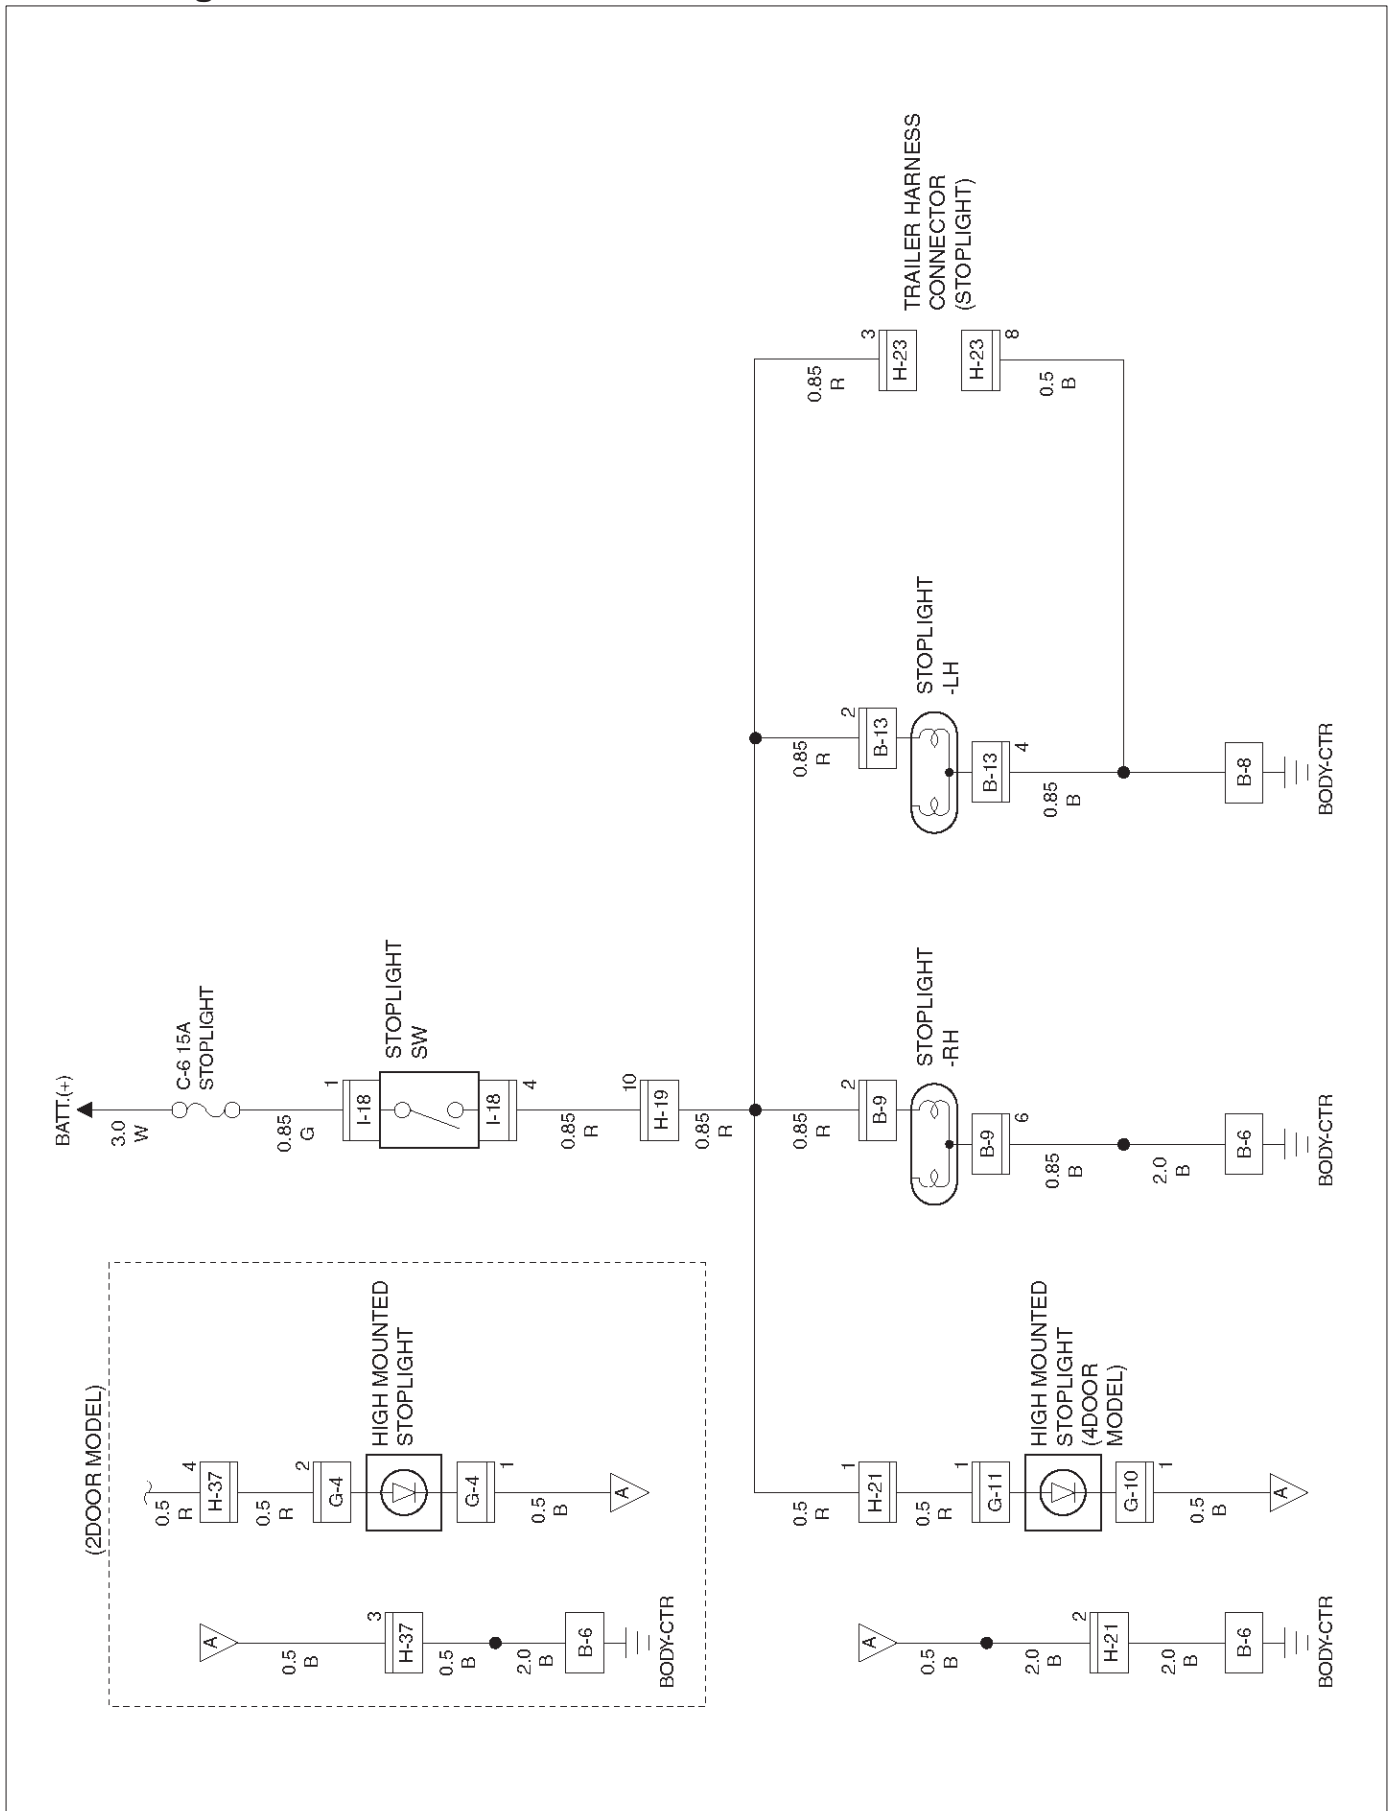 g
BATT.(+)
3.0
W
C-6 15A
STOPLIGHT
0.85
G
1
I-18
STOPLIGHT
SW
I-18
4
0.85
R
10
H-19
0.85
R
(2DOOR MODEL)
0.5
R
4
H-37
0.5
R
2
G-4
HIGH MOUNTED
STOPLIGHT
G-4
1
0.5
B
A
A
0.5
B
3
H-37
0.5
B
2.0
B
B-6
BODY-CTR
0.5
R
1
H-21
0.5
R
1
G-11
HIGH MOUNTED
STOPLIGHT
(4DOOR
MODEL)
G-10
1
0.5
B
A
A
0.5
B
2.0
B
2
H-21
2.0
B
B-6
BODY-CTR
0.85
R
2
B-9
STOPLIGHT
-RH
B-9
6
0.85
B
2.0
B
B-6
BODY-CTR
0.85
R
2
B-13
STOPLIGHT
-LH
B-13
4
0.85
B
B-8
BODY-CTR
0.85
R
3
H-23
TRAILER HARNESS
CONNECTOR
(STOPLIGHT)
H-23
8
0.5
B